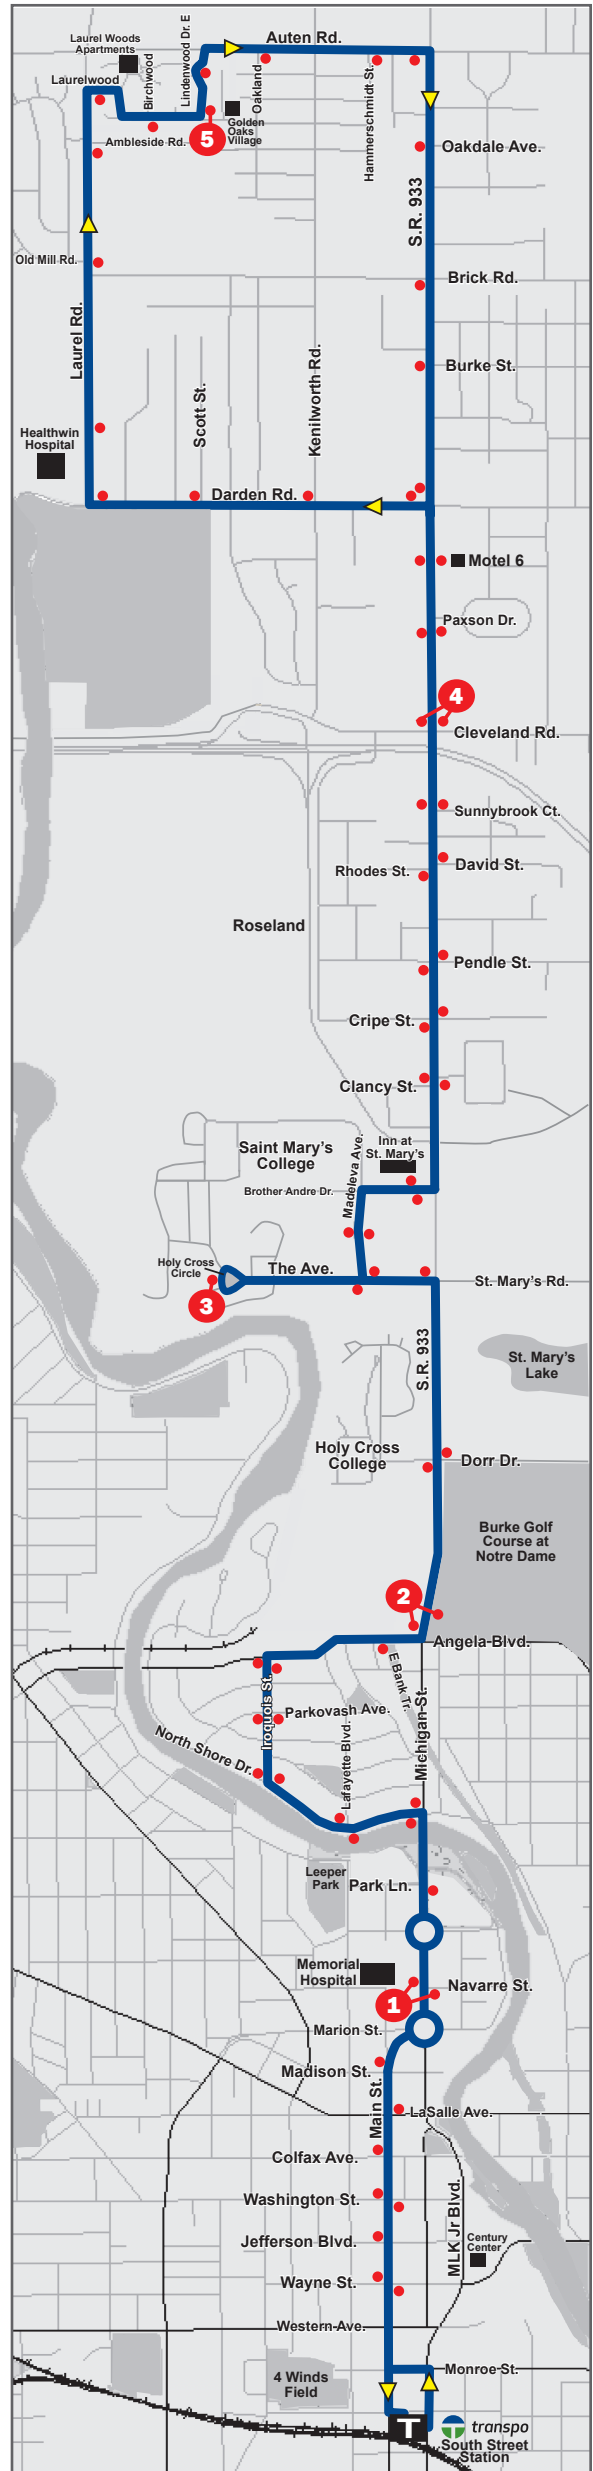 Laurel Woods
Apartments
Lindenwood Dr. E
Auten Rd.
Laurelwood
Birchwood
Oakland
Hammerschmidt St.
Golden
Oaks
Village
Ambleside Rd.
5
Oakdale Ave.
S.R. 933
Old Mill Rd.
Brick Rd.
Laurel Rd.
Kenilworth Rd.
Burke St.
Scott St.
Healthwin
Hospital
Darden Rd.
Motel 6
Paxson Dr.
4
Cleveland Rd.
Sunnybrook Ct.
David St.
Rhodes St.
Roseland
Pendle St.
Cripe St.
Clancy St.
Saint Mary's
College
Madeleva Ave.
Inn at
St. Mary's
Brother Andre Dr.
Holy Cross
Circle
The Ave.
St. Mary's Rd.
3
S.R. 933
St. Mary's
Lake
Holy Cross
College
Dorr Dr.
Burke Golf
Course at
Notre Dame
2
Angela Blvd.
E Bank Tr.
Iroquois St.
Parkovash Ave.
Michigan St.
North Shore Dr.
Lafayette Blvd.
Leeper
Park
Park Ln.
Memorial
Hospital
Navarre St.
1
Marion St.
Madison St.
Main St.
LaSalle Ave.
Colfax Ave.
Washington St.
MLK Jr Blvd.
Jefferson Blvd.
Century
Center
Wayne St.
Western Ave.
Monroe St.
4 Winds
Field
T
transpo
South Street
Station